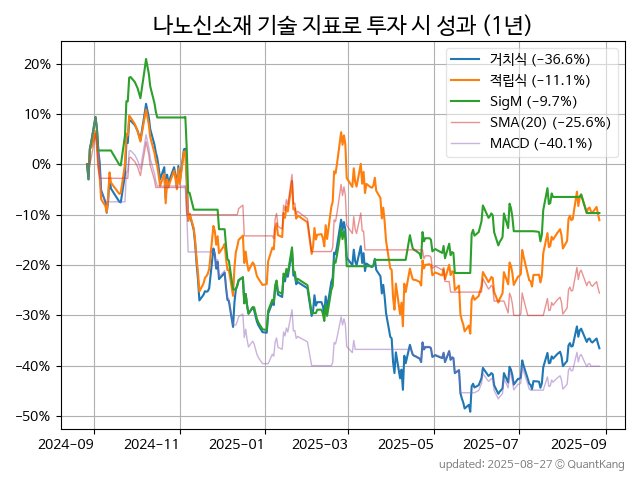 나노신소재 기술 지표로 투자 시 성과 (1년)
거치식 (−36.6%)
적립식 (−11.1%)
SigM (−9.7%)
SMA(20) (−25.6%)
MACD (−40.1%)
20%
10%
0%
−10%
−20%
−30%
−40%
−50%
2024-09 2024-11 2025-01 2025-03 2025-05 2025-07 2025-09
updated: 2025-08-27 © QuantKang